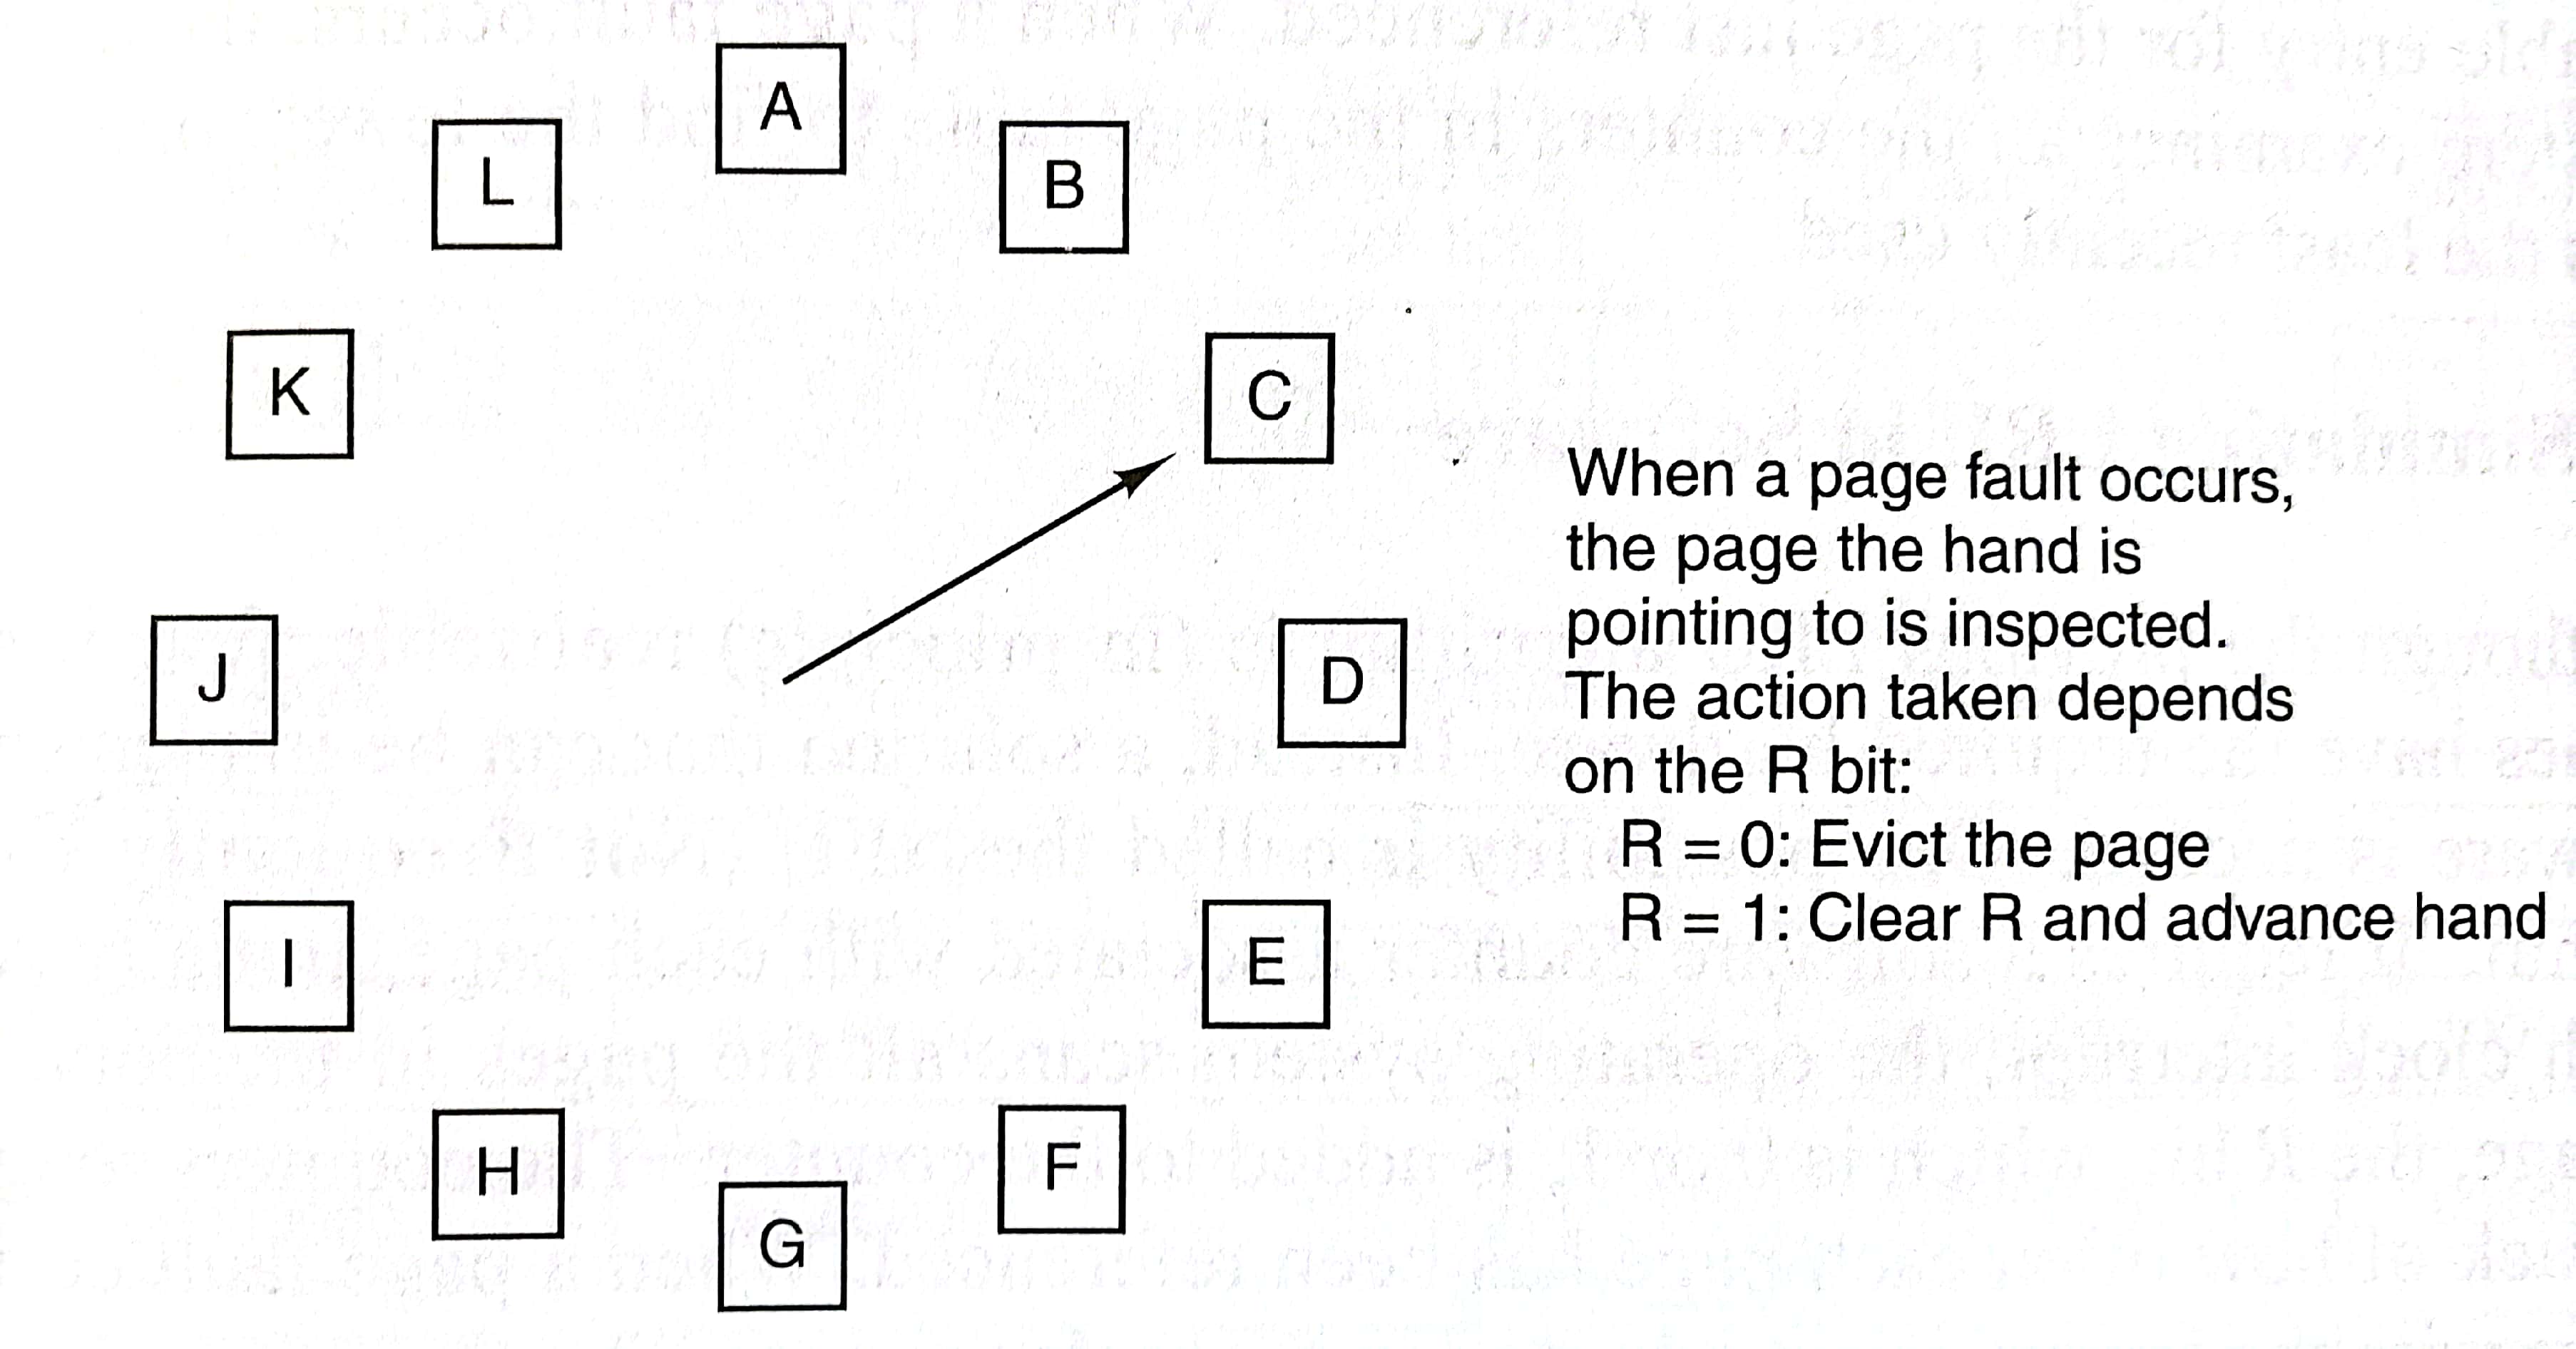 A
L
B
K
C
J
D
I
E
H
F
G
When a page fault occurs,
the page the hand is
pointing to is inspected.
The action taken depends
on the R bit:
R = 0: Evict the page
R = 1: Clear R and advance hand